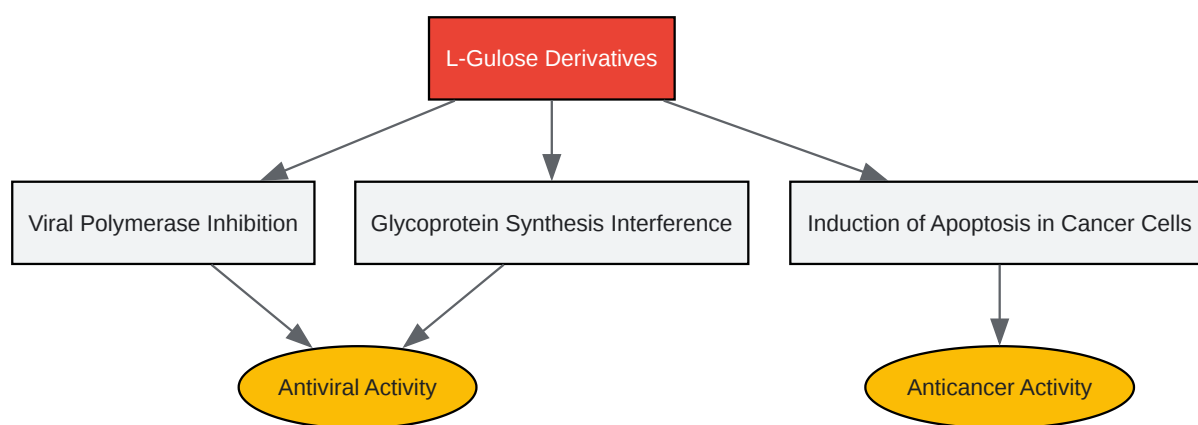 L-Gulose Derivatives
Viral Polymerase Inhibition
Glycoprotein Synthesis Interference
Induction of Apoptosis in Cancer Cells
Antiviral Activity
Anticancer Activity